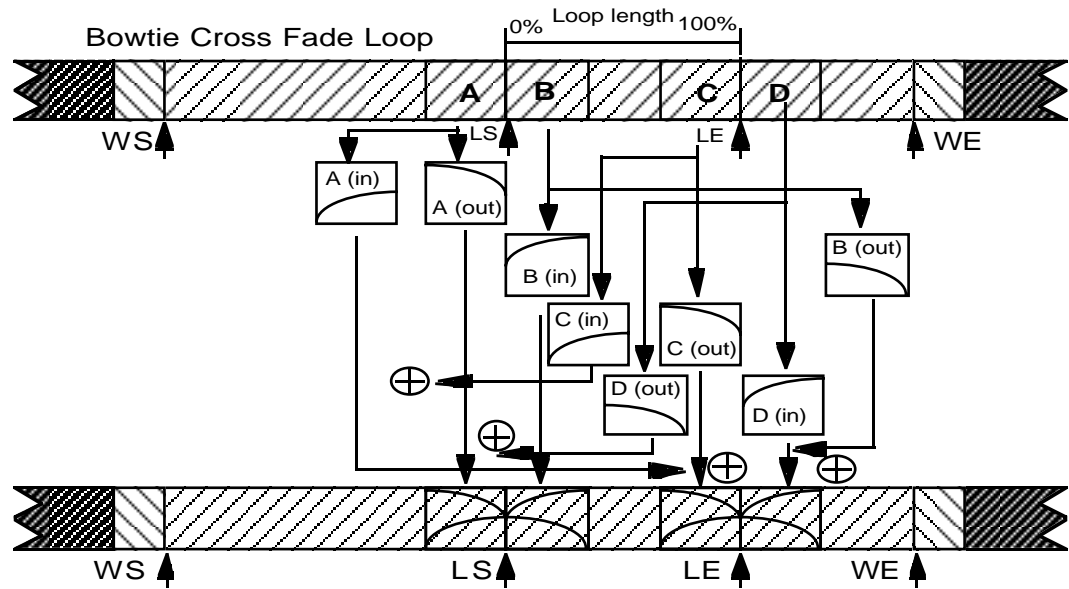 Loop length
0% 100%
Bowtie Cross Fade Loop
A B C D
WS LS LE WE
A (in)
A (out)
B (in)
B (out)
C (in)
C (out)
D (out)
D (in)
WS LS LE WE